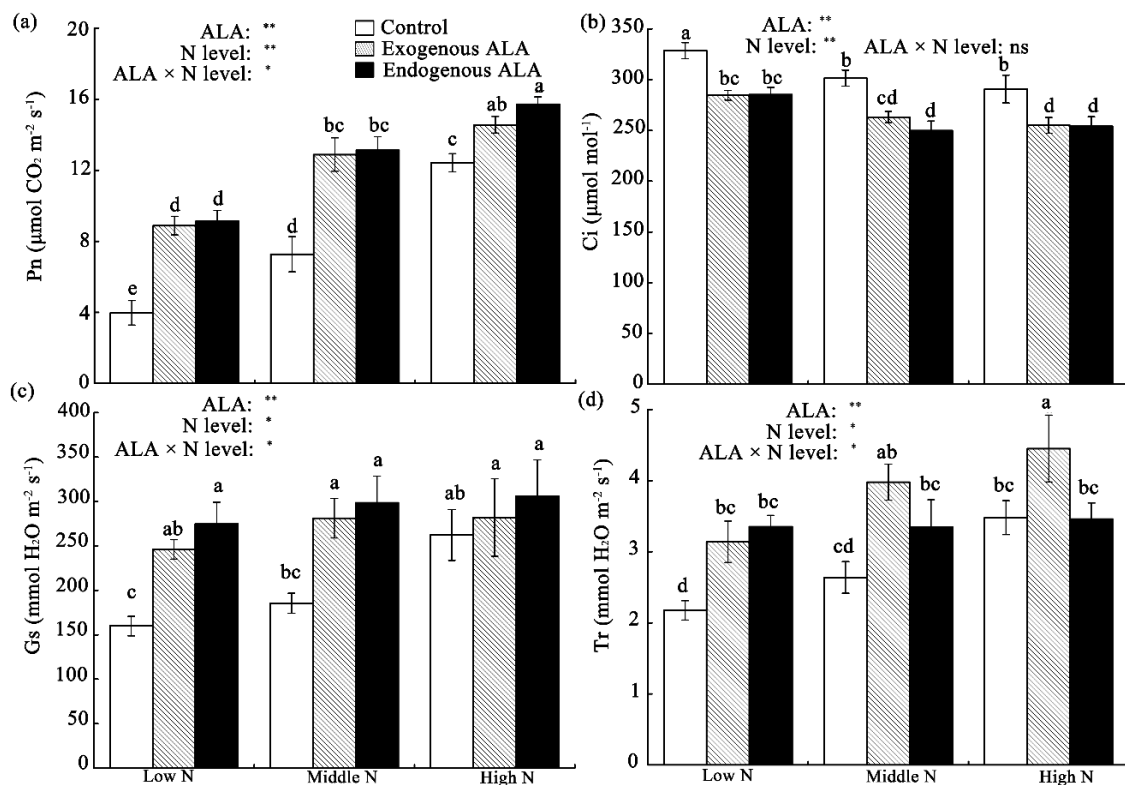 (a)
ALA: **
N level: **
ALA × N level: *
Control
Exogenous ALA
Endogenous ALA
Pn (μmol CO₂ m⁻² s⁻¹)
20
16
12
8
4
0
e
d
d
d
bc
bc
c
ab
a
(b)
ALA: **
N level: **
ALA × N level: ns
Ci (μmol mol⁻¹)
350
300
250
200
150
100
50
0
a
bc
bc
b
cd
d
b
d
d
(c)
ALA: **
N level: *
ALA × N level: *
Gs (mmol H₂O m⁻² s⁻¹)
400
350
300
250
200
150
100
50
0
c
ab
a
bc
a
a
ab
a
a
Low N
Middle N
High N
(d)
ALA: **
N level: *
ALA × N level: *
Tr (mmol H₂O m⁻² s⁻¹)
5
4
3
2
1
0
d
bc
bc
cd
ab
bc
bc
a
bc
Low N
Middle N
High N